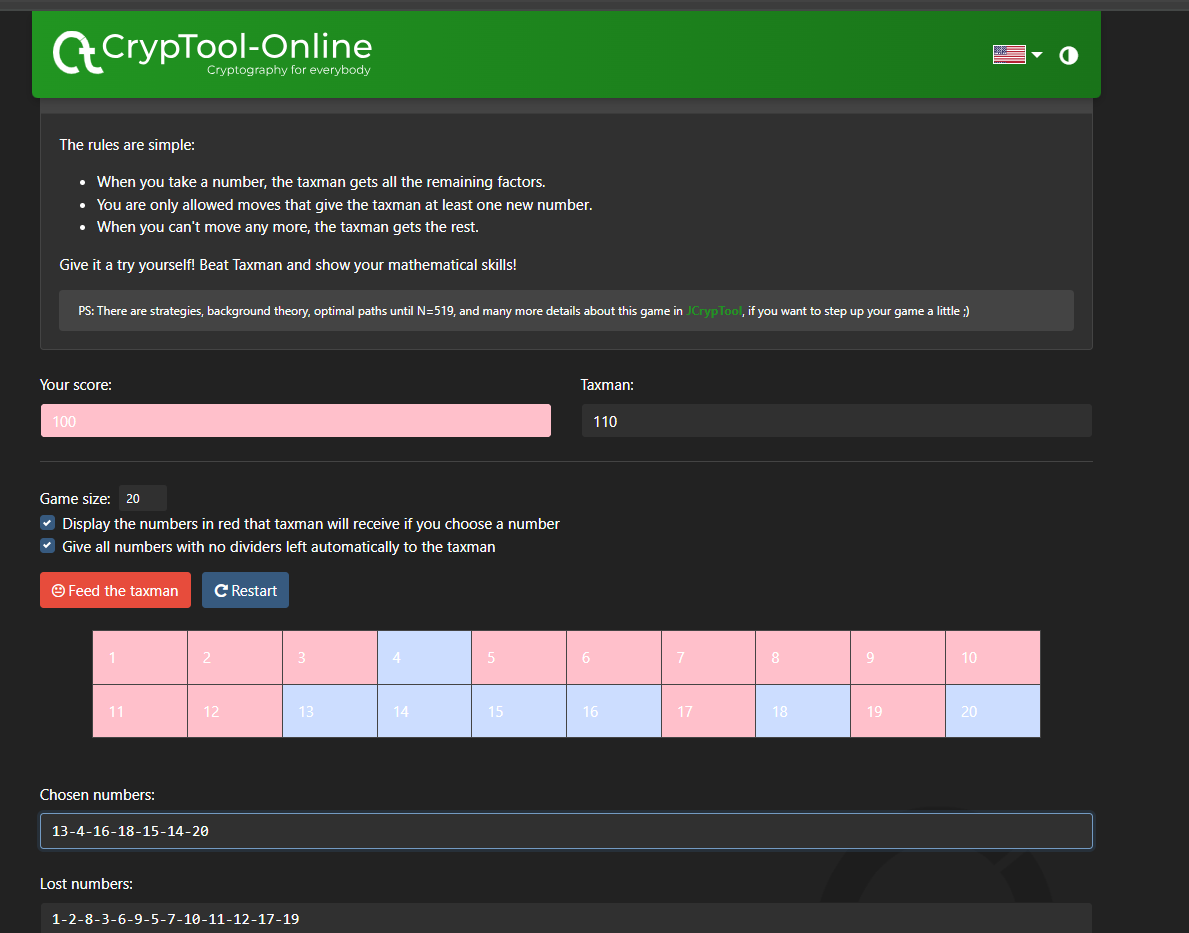 CrypTool-Online
Cryptography for everybody
The rules are simple:
• When you take a number, the taxman gets all the remaining factors.
• You are only allowed moves that give the taxman at least one new number.
• When you can't move any more, the taxman gets the rest.
Give it a try yourself! Beat Taxman and show your mathematical skills!
PS: There are strategies, background theory, optimal paths until N=519, and many more details about this game in JCrypTool, if you want to step up your game a little ;)
Your score: Taxman:
100 110
Game size: 20
Display the numbers in red that taxman will receive if you choose a number
Give all numbers with no dividers left automatically to the taxman
Feed the taxman Restart
1 2 3 4 5 6 7 8 9 10
11 12 13 14 15 16 17 18 19 20
Chosen numbers:
13-4-16-18-15-14-20
Lost numbers:
1-2-8-3-6-9-5-7-10-11-12-17-19